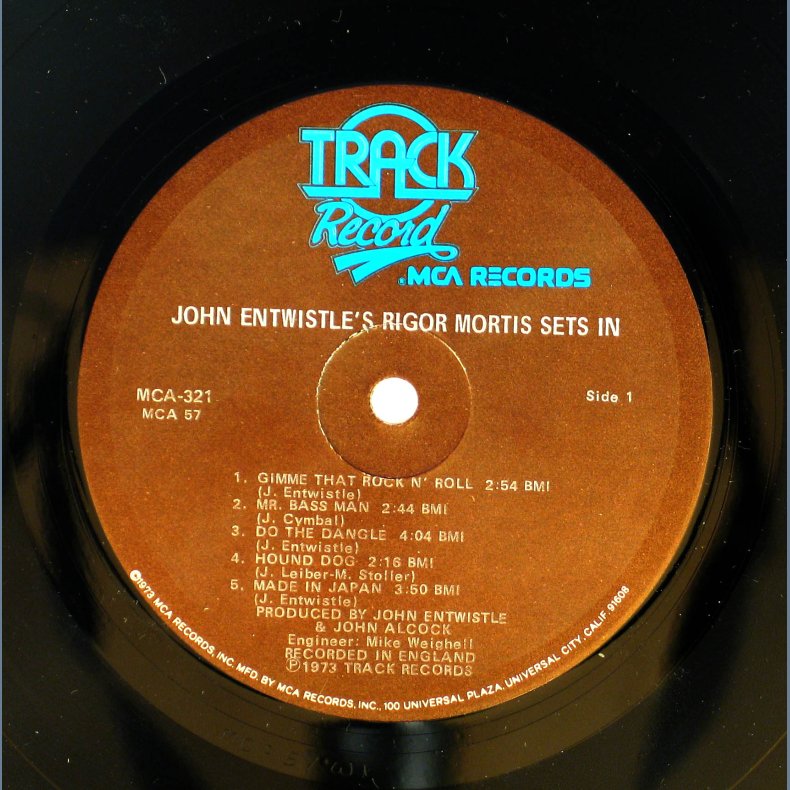 TRACK
Record
MCA RECORDS
JOHN ENTWISTLE'S RIGOR MORTIS SETS IN
MCA-321
MCA 57
Side 1
1. GIMME THAT ROCK N' ROLL 2:54 BMI
(J. Entwistle)
2. MR. BASS MAN 2:44 BMI
(J. Cymbal)
3. DO THE DANGLE 4:04 BMI
(J. Entwistle)
4. HOUND DOG 2:16 BMI
(J. Leiber-M. Stoller)
5. MADE IN JAPAN 3:50 BMI
(J. Entwistle)
PRODUCED BY JOHN ENTWISTLE
& JOHN ALCOCK
Engineer: Mike Weighell
RECORDED IN ENGLAND
Ⓟ1973 TRACK RECORDS
©1973 MCA RECORDS, INC. MFD. BY MCA RECORDS, INC., 100 UNIVERSAL PLAZA, UNIVERSAL CITY, CALIF. 91608